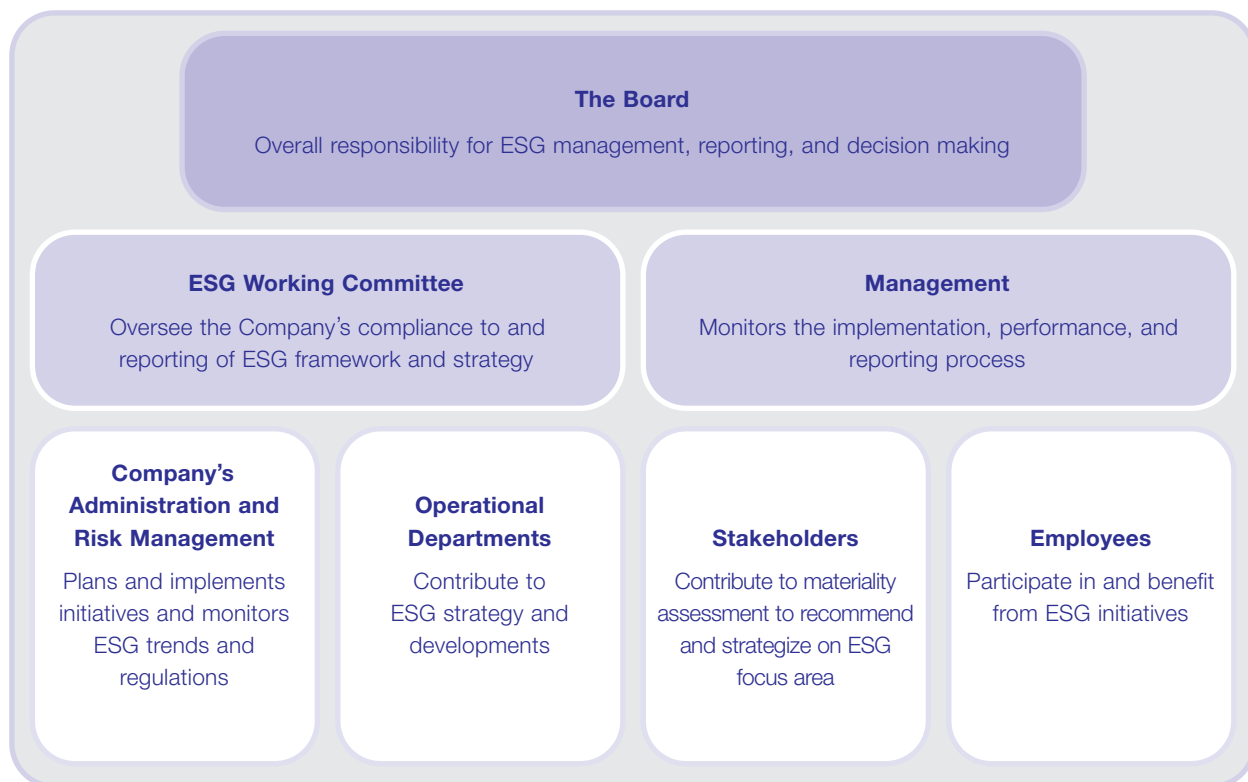 The Board
Overall responsibility for ESG management, reporting, and decision making
ESG Working Committee
Oversee the Company’s compliance to and
reporting of ESG framework and strategy
Management
Monitors the implementation, performance, and
reporting process
Company’s
Administration and
Risk Management
Plans and implements
initiatives and monitors
ESG trends and
regulations
Operational
Departments
Contribute to
ESG strategy and
developments
Stakeholders
Contribute to materiality
assessment to recommend
and strategize on ESG
focus area
Employees
Participate in and benefit
from ESG initiatives